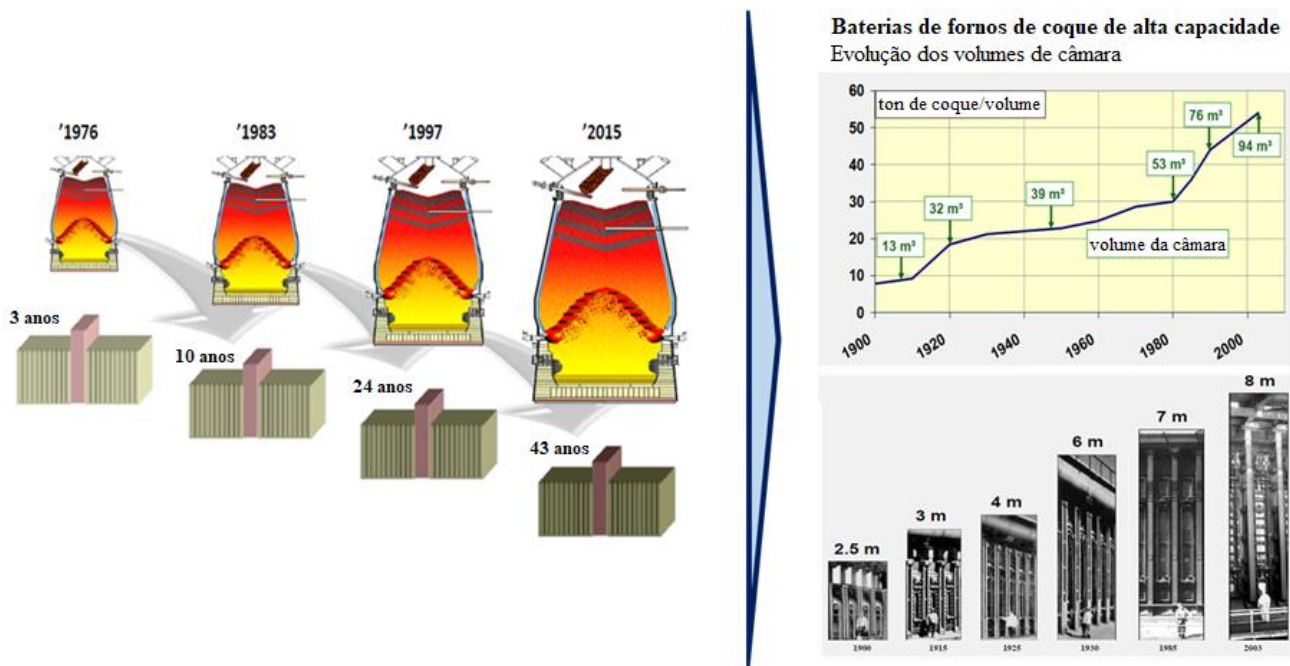 '1976
'1983
'1997
'2015
3 anos
10 anos
24 anos
43 anos
Baterias de fornos de coque de alta capacidade
Evolução dos volumes de câmara
60
50
40
30
20
10
0
ton de coque/volume
13 m³
32 m³
39 m³
53 m³
76 m³
94 m³
volume da câmara
1900
1920
1940
1960
1980
2000
2.5 m
3 m
4 m
6 m
7 m
8 m
1900
1915
1925
1930
1985
2003